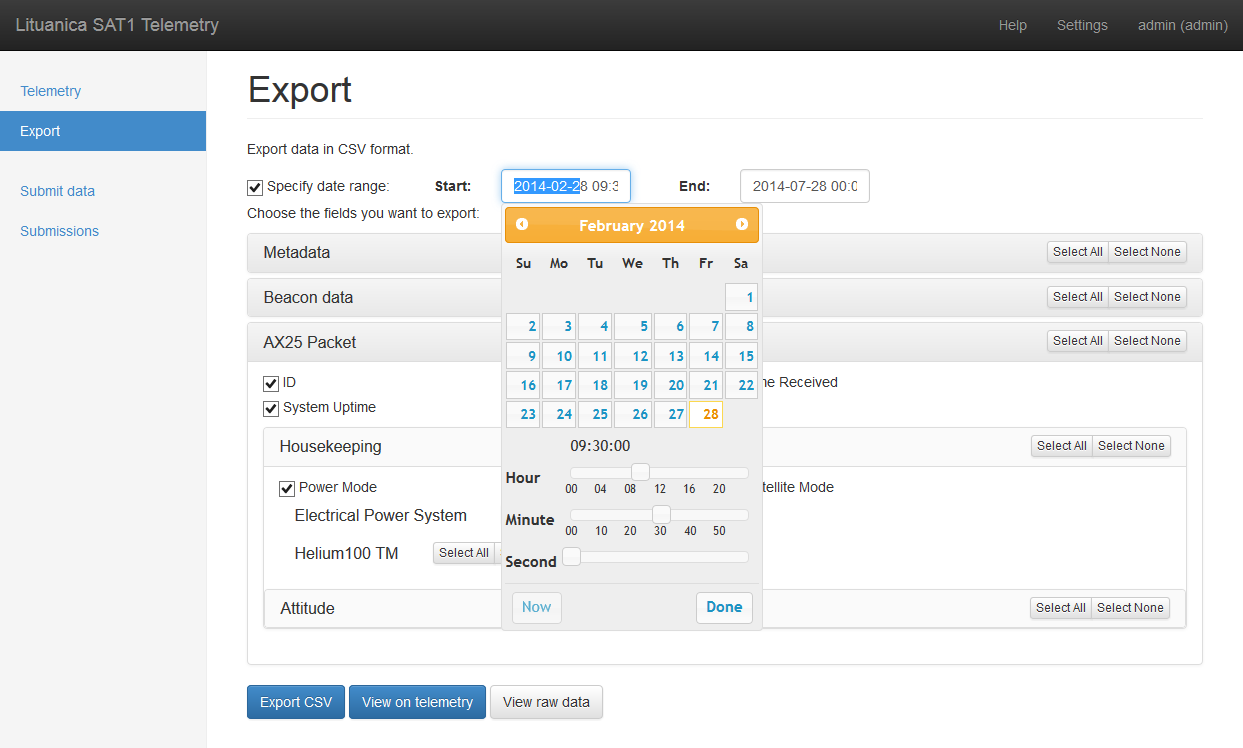 Lituanica SAT1 Telemetry Help Settings admin (admin)
Telemetry
Export
Submit data
Submissions
Export
Export data in CSV format.
Specify date range: Start: 2014-02-28 09:3 End: 2014-07-28 00:0
Choose the fields you want to export:
February 2014
Su Mo Tu We Th Fr Sa
1
2 3 4 5 6 7 8
9 10 11 12 13 14 15
16 17 18 19 20 21 22
23 24 25 26 27 28
09:30:00
Hour
00 04 08 12 16 20
Minute
00 10 20 30 40 50
Second
Now Done
Metadata Select All Select None
Beacon data Select All Select None
AX25 Packet Select All Select None
ID Received
System Uptime
Housekeeping Select All Select None
Power Mode tellite Mode
Electrical Power System
Helium100 TM Select All
Attitude Select All Select None
Export CSV View on telemetry View raw data